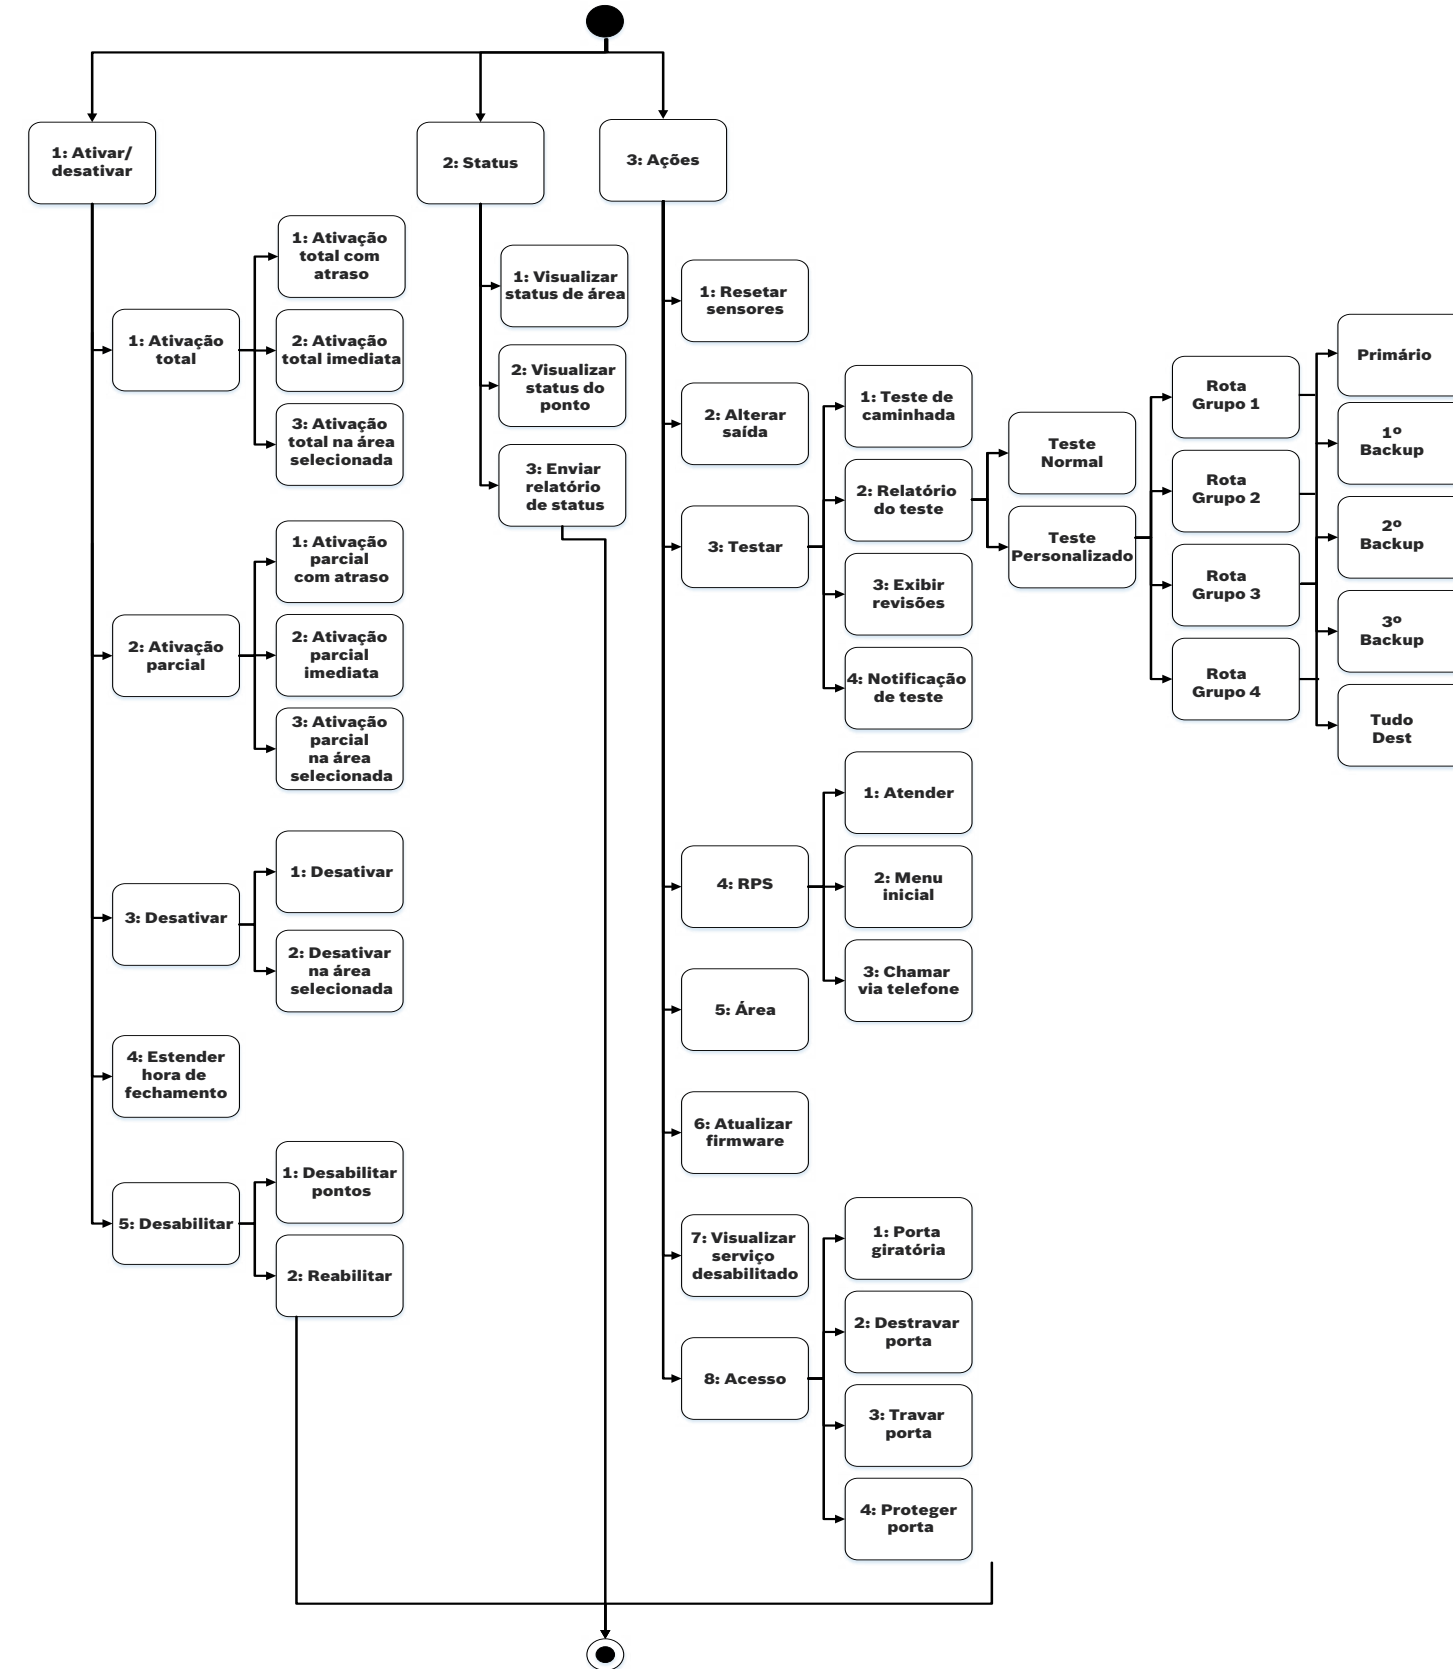 1: Ativar/
desativar
2: Status
3: Ações
1: Ativação
total
1: Ativação
total com
atraso
2: Ativação
total imediata
3: Ativação
total na área
selecionada
2: Ativação
parcial
1: Ativação
parcial
com atraso
2: Ativação
parcial
imediata
3: Ativação
parcial
na área
selecionada
3: Desativar
1: Desativar
2: Desativar
na área
selecionada
4: Estender
hora de
fechamento
5: Desabilitar
1: Desabilitar
pontos
2: Reabilitar
1: Visualizar
status de área
2: Visualizar
status do
ponto
3: Enviar
relatório
de status
1: Resetar
sensores
2: Alterar
saída
3: Testar
1: Teste de
caminhada
2: Relatório
do teste
3: Exibir
revisões
4: Notificação
de teste
Teste
Normal
Teste
Personalizado
Rota
Grupo 1
Rota
Grupo 2
Rota
Grupo 3
Rota
Grupo 4
Primário
1º
Backup
2º
Backup
3º
Backup
Tudo
Dest
4: RPS
1: Atender
2: Menu
inicial
3: Chamar
via telefone
5: Área
6: Atualizar
firmware
7: Visualizar
serviço
desabilitado
8: Acesso
1: Porta
giratória
2: Destravar
porta
3: Travar
porta
4: Proteger
porta